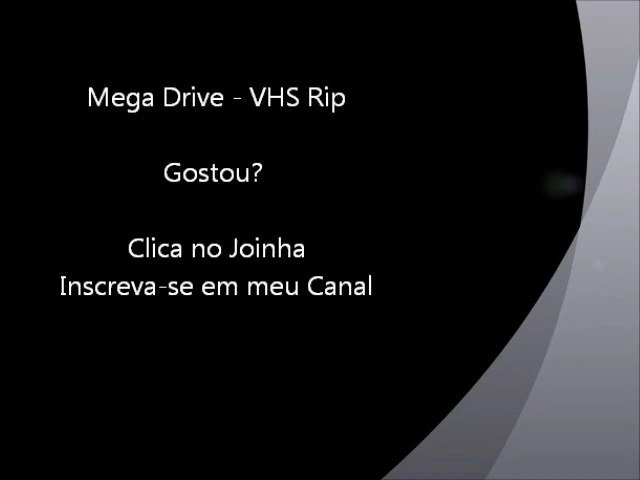 Mega Drive - VHS Rip
Gostou?
Clica no Joinha
Inscreva-se em meu Canal